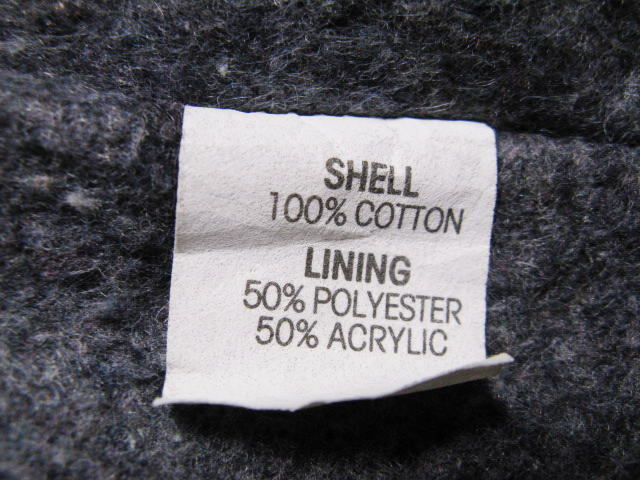 SHELL
100% COTTON
LINING
50% POLYESTER
50% ACRYLIC